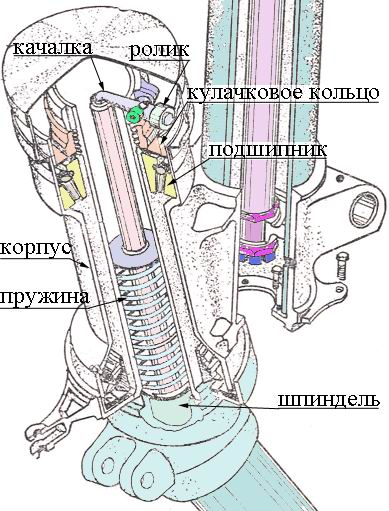 качалка
ролик
кулачковое кольцо
подшипник
корпус
пружина
шпиндель